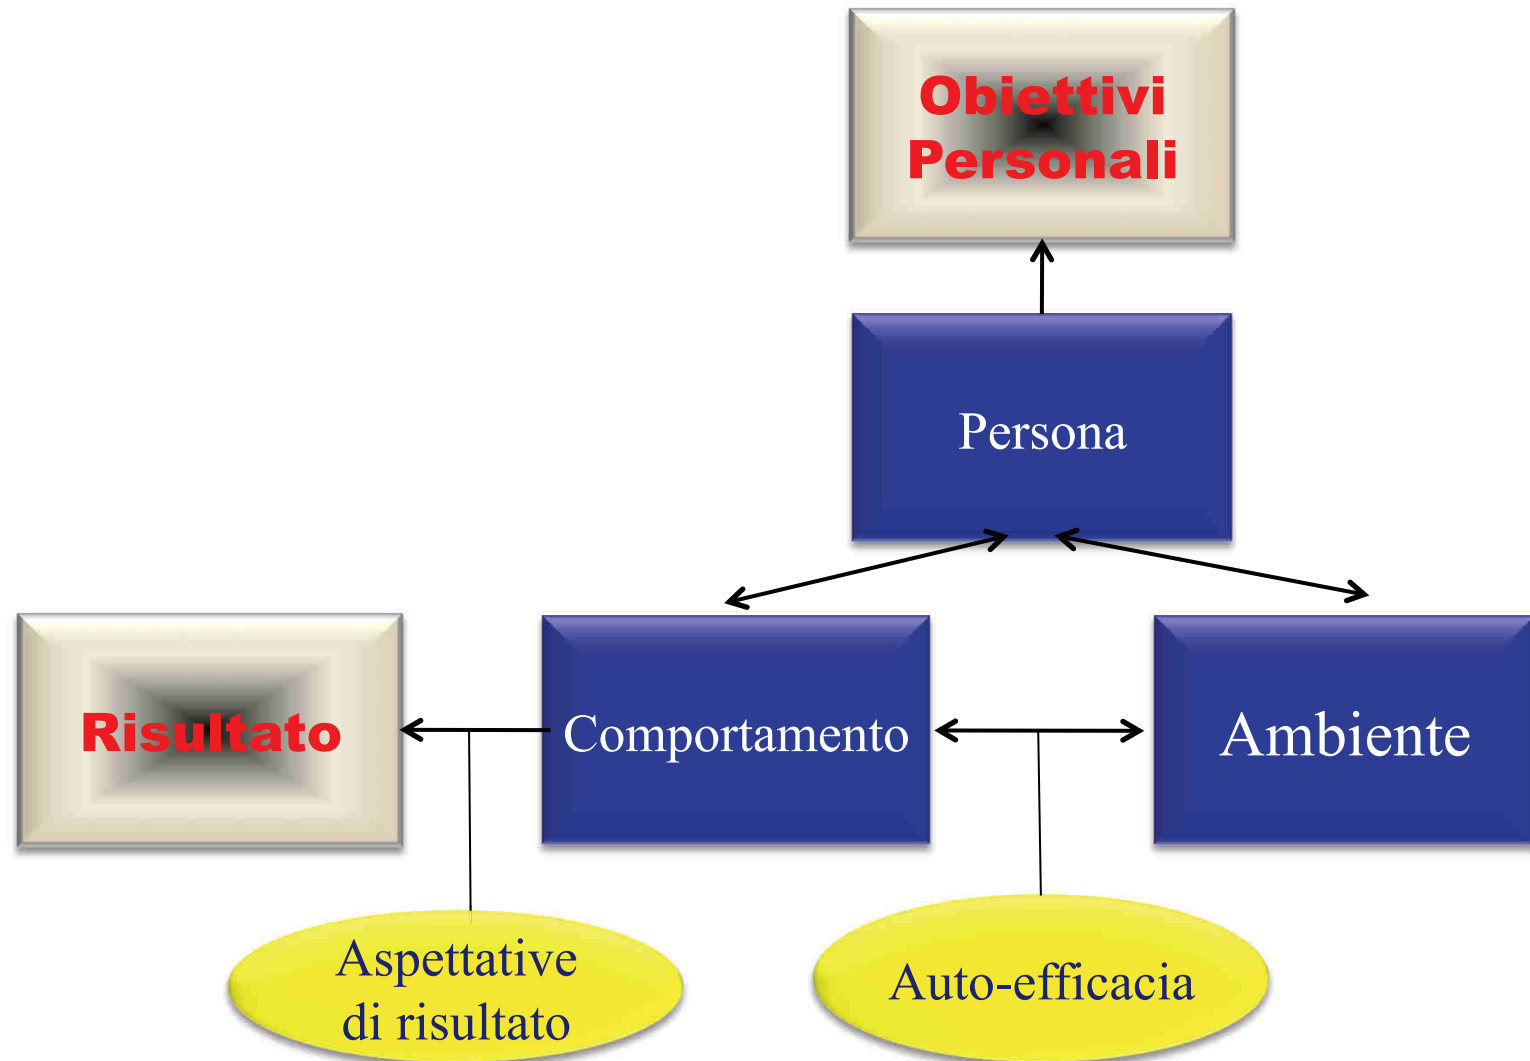 Obiettivi
Personali
Persona
Risultato
Comportamento
Ambiente
Aspettative
di risultato
Auto-efficacia